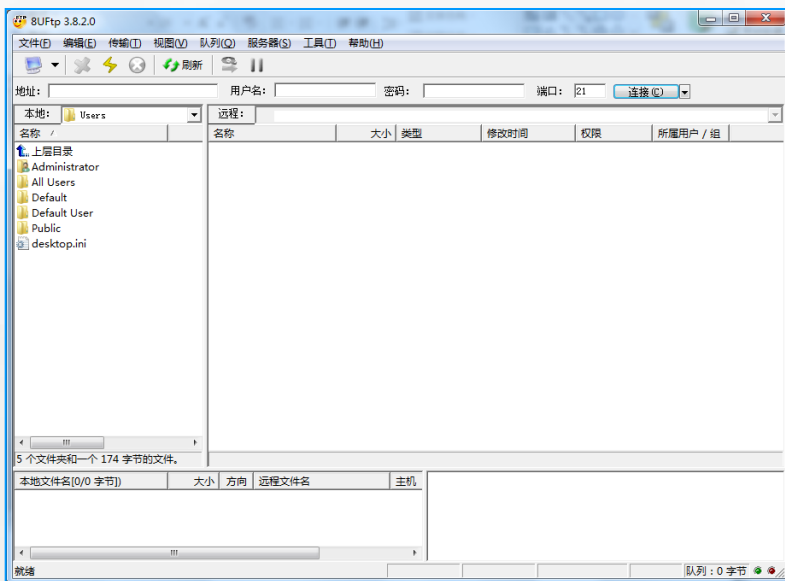 8UFtp 3.8.2.0
文件(F) 编辑(E) 传输(T) 视图(V) 队列(Q) 服务器(S) 工具(T) 帮助(H)
刷新
地址: 用户名: 密码: 端口: 21 连接(C)
本地: Users 远程:
名称 名称 大小 类型 修改时间 权限 所属用户 / 组
上层目录
Administrator
All Users
Default
Default User
Public
desktop.ini
5 个文件夹和一个 174 字节的文件。
本地文件名[0/0 字节]) 大小 方向 远程文件名 主机
就绪 队列 : 0 字节